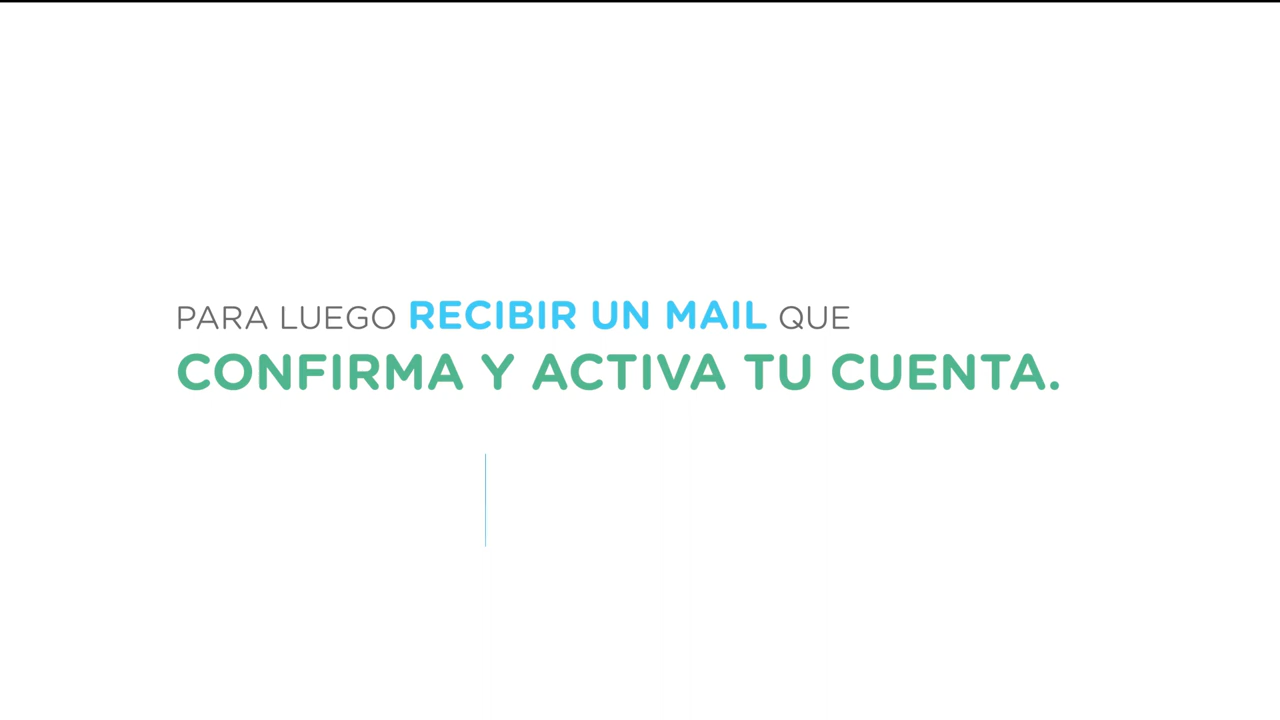 PARA LUEGO RECIBIR UN MAIL QUE
CONFIRMA Y ACTIVA TU CUENTA.